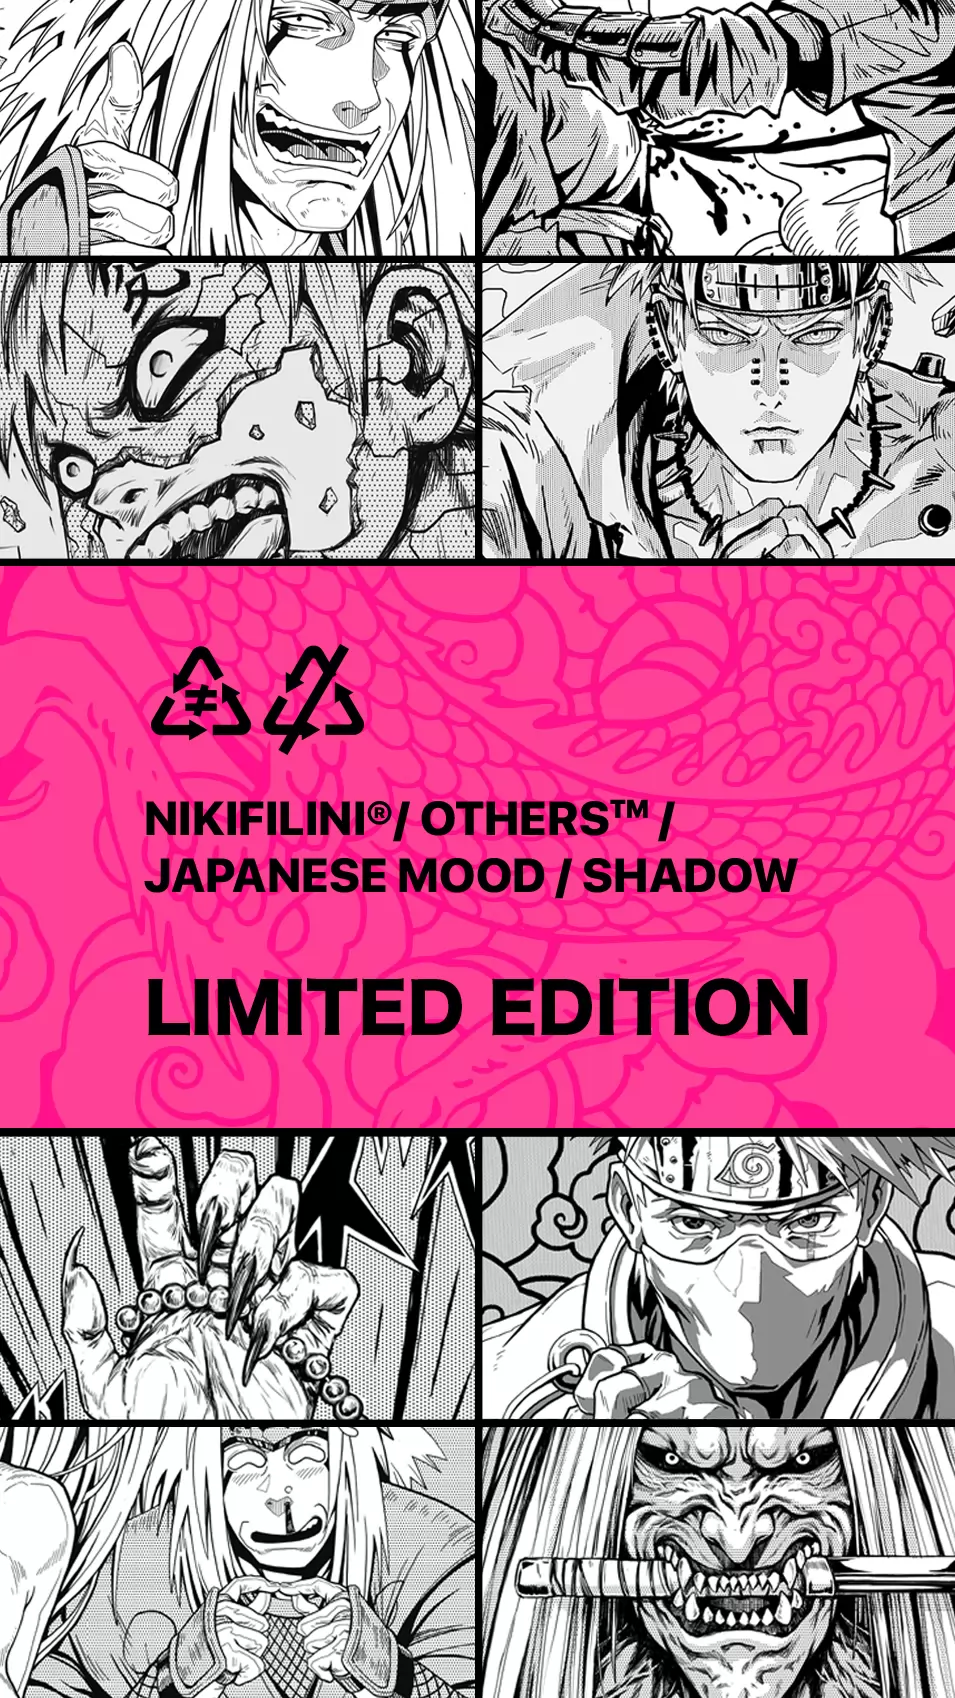 ≠
NIKIFILINI®/ OTHERS™ /
JAPANESE MOOD / SHADOW
LIMITED EDITION